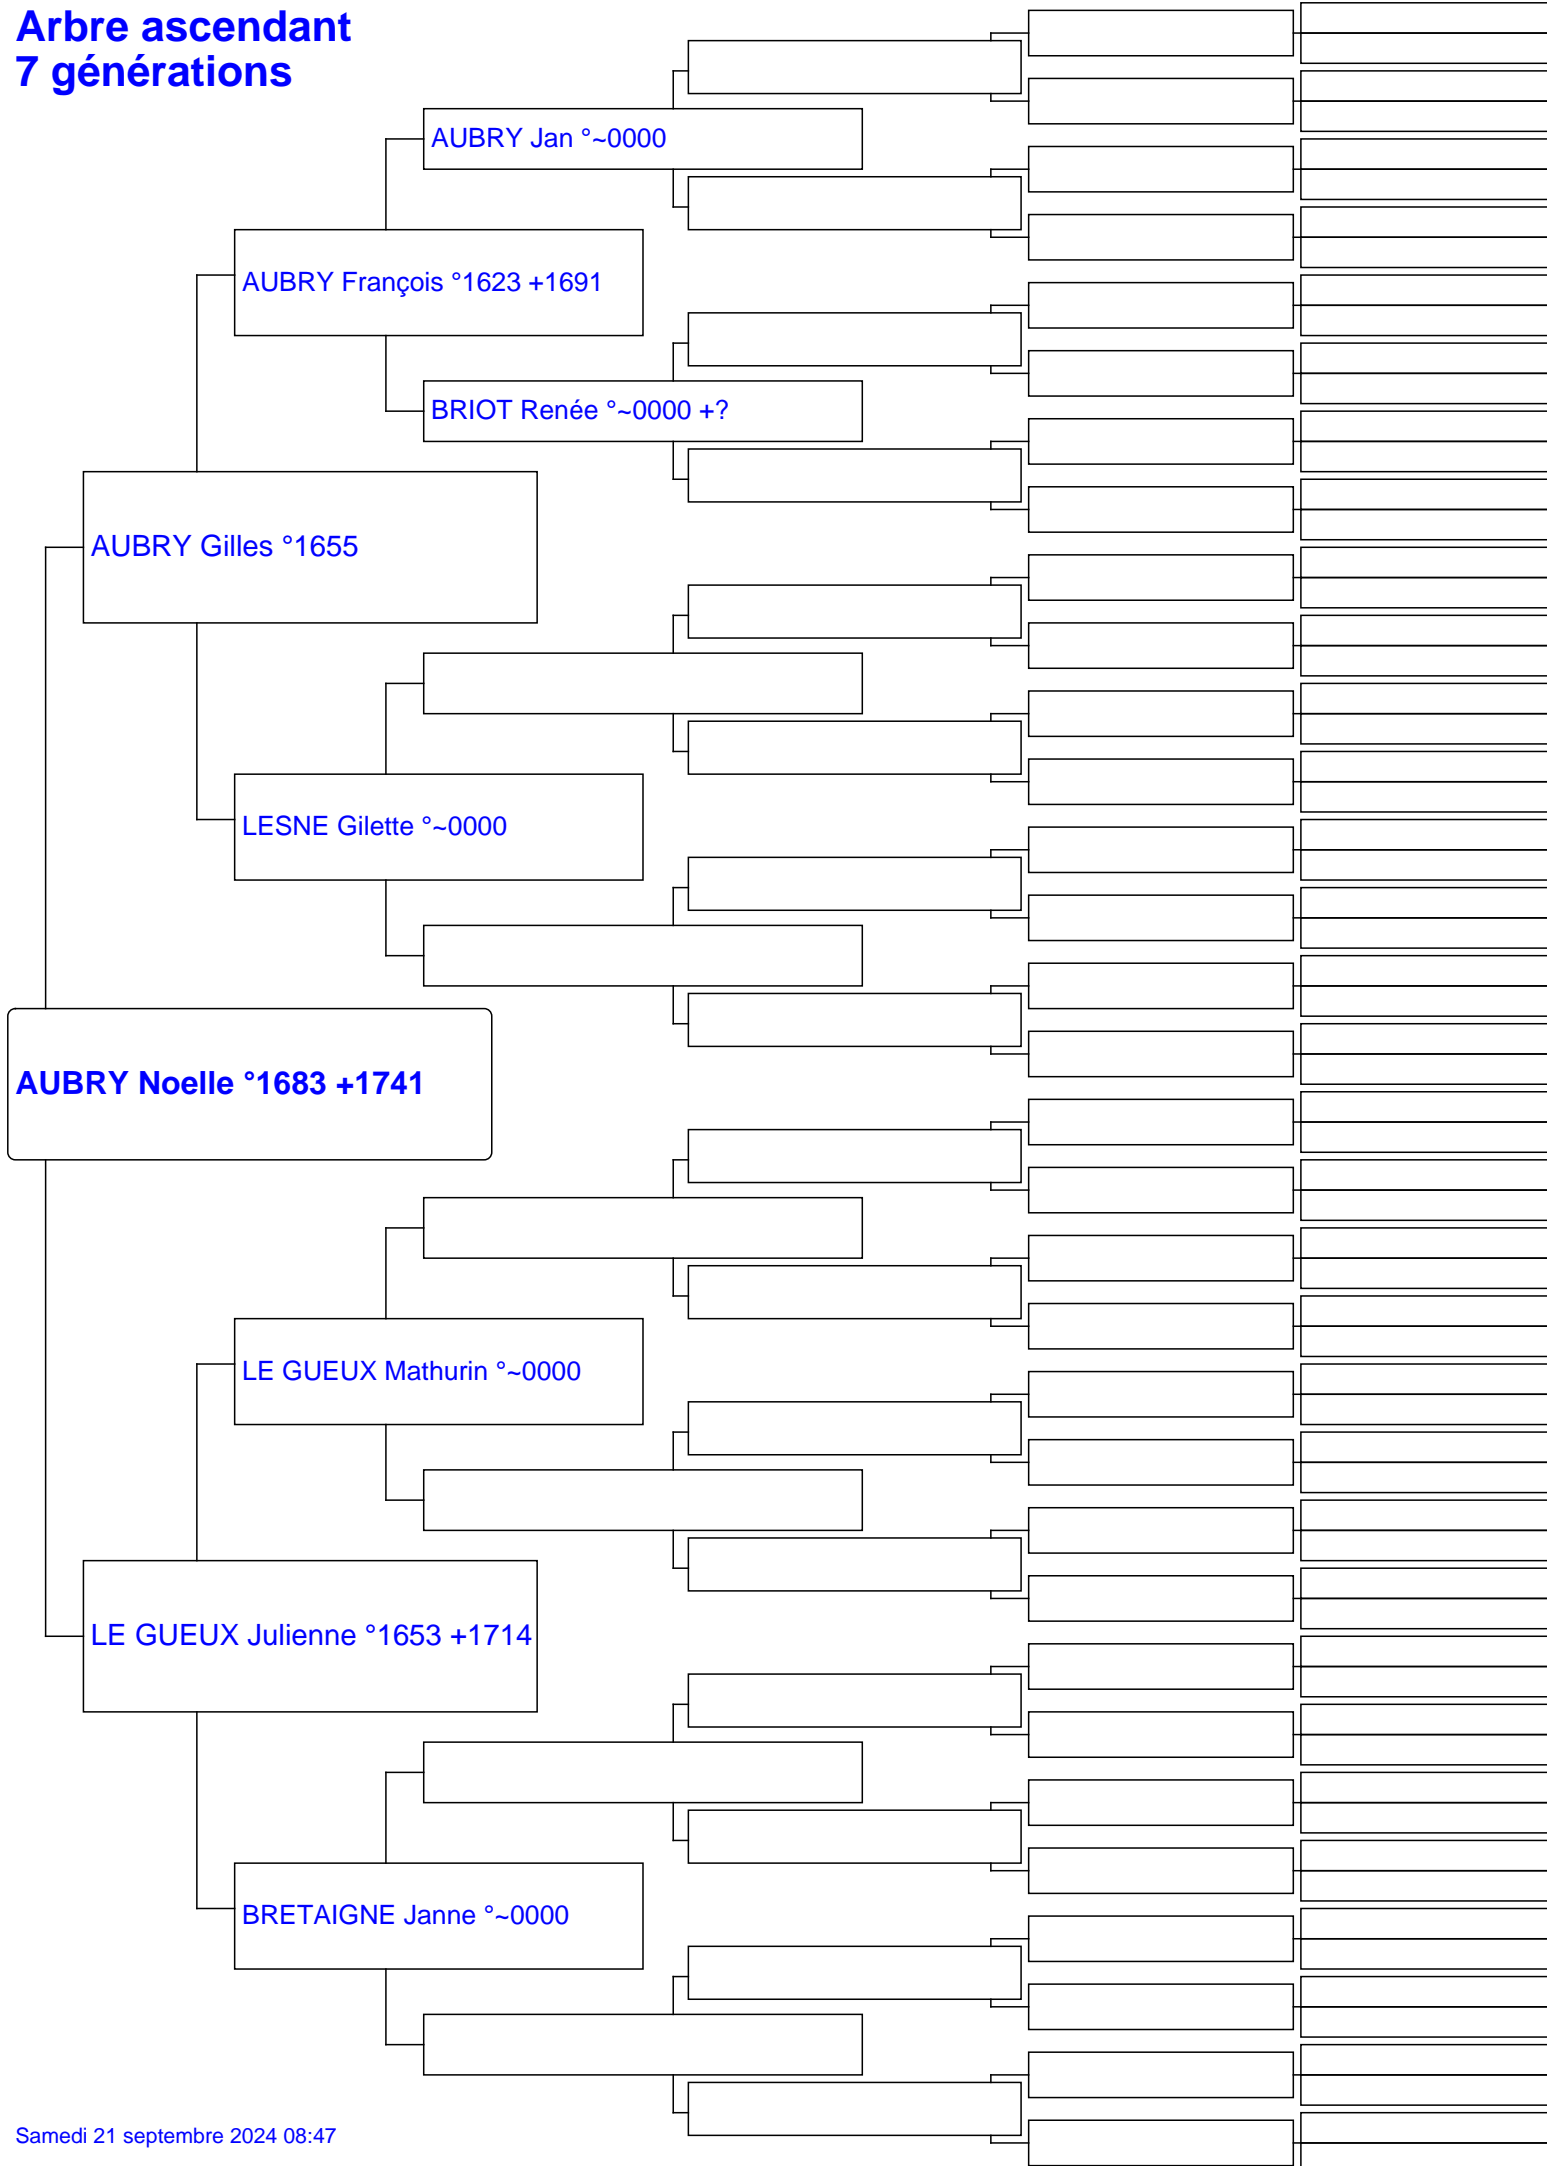 Arbre ascendant
7 générations
AUBRY Jan °~0000
AUBRY François °1623 +1691
BRIOT Renée °~0000 +?
AUBRY Gilles °1655
LESNE Gilette °~0000
AUBRY Noelle °1683 +1741
LE GUEUX Mathurin °~0000
LE GUEUX Julienne °1653 +1714
BRETAIGNE Janne °~0000
Samedi 21 septembre 2024 08:47